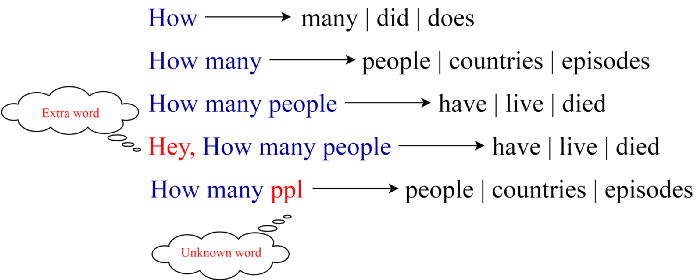 How → many | did | does
How many → people | countries | episodes
How many people → have | live | died
Extra word
Hey, How many people → have | live | died
How many ppl → people | countries | episodes
Unknown word